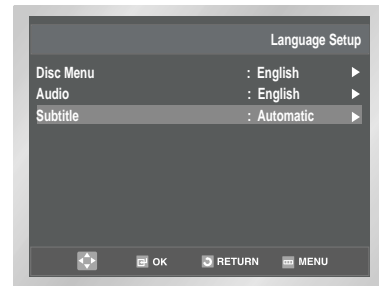 Language Setup
Disc Menu : English
Audio : English
Subtitle : Automatic
OK RETURN MENU